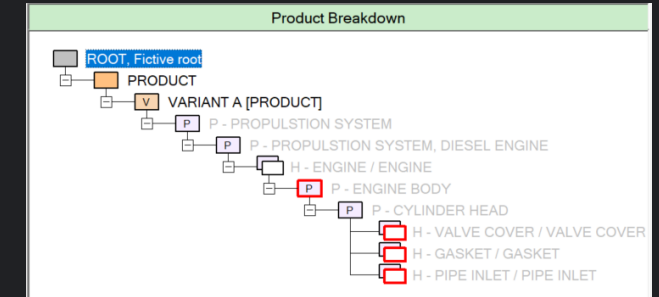 Product Breakdown
ROOT, Fictive root
PRODUCT
V VARIANT A [PRODUCT]
P P - PROPULSTION SYSTEM
P P - PROPULSTION SYSTEM, DIESEL ENGINE
H - ENGINE / ENGINE
P P - ENGINE BODY
P P - CYLINDER HEAD
H - VALVE COVER / VALVE COVER
H - GASKET / GASKET
H - PIPE INLET / PIPE INLET